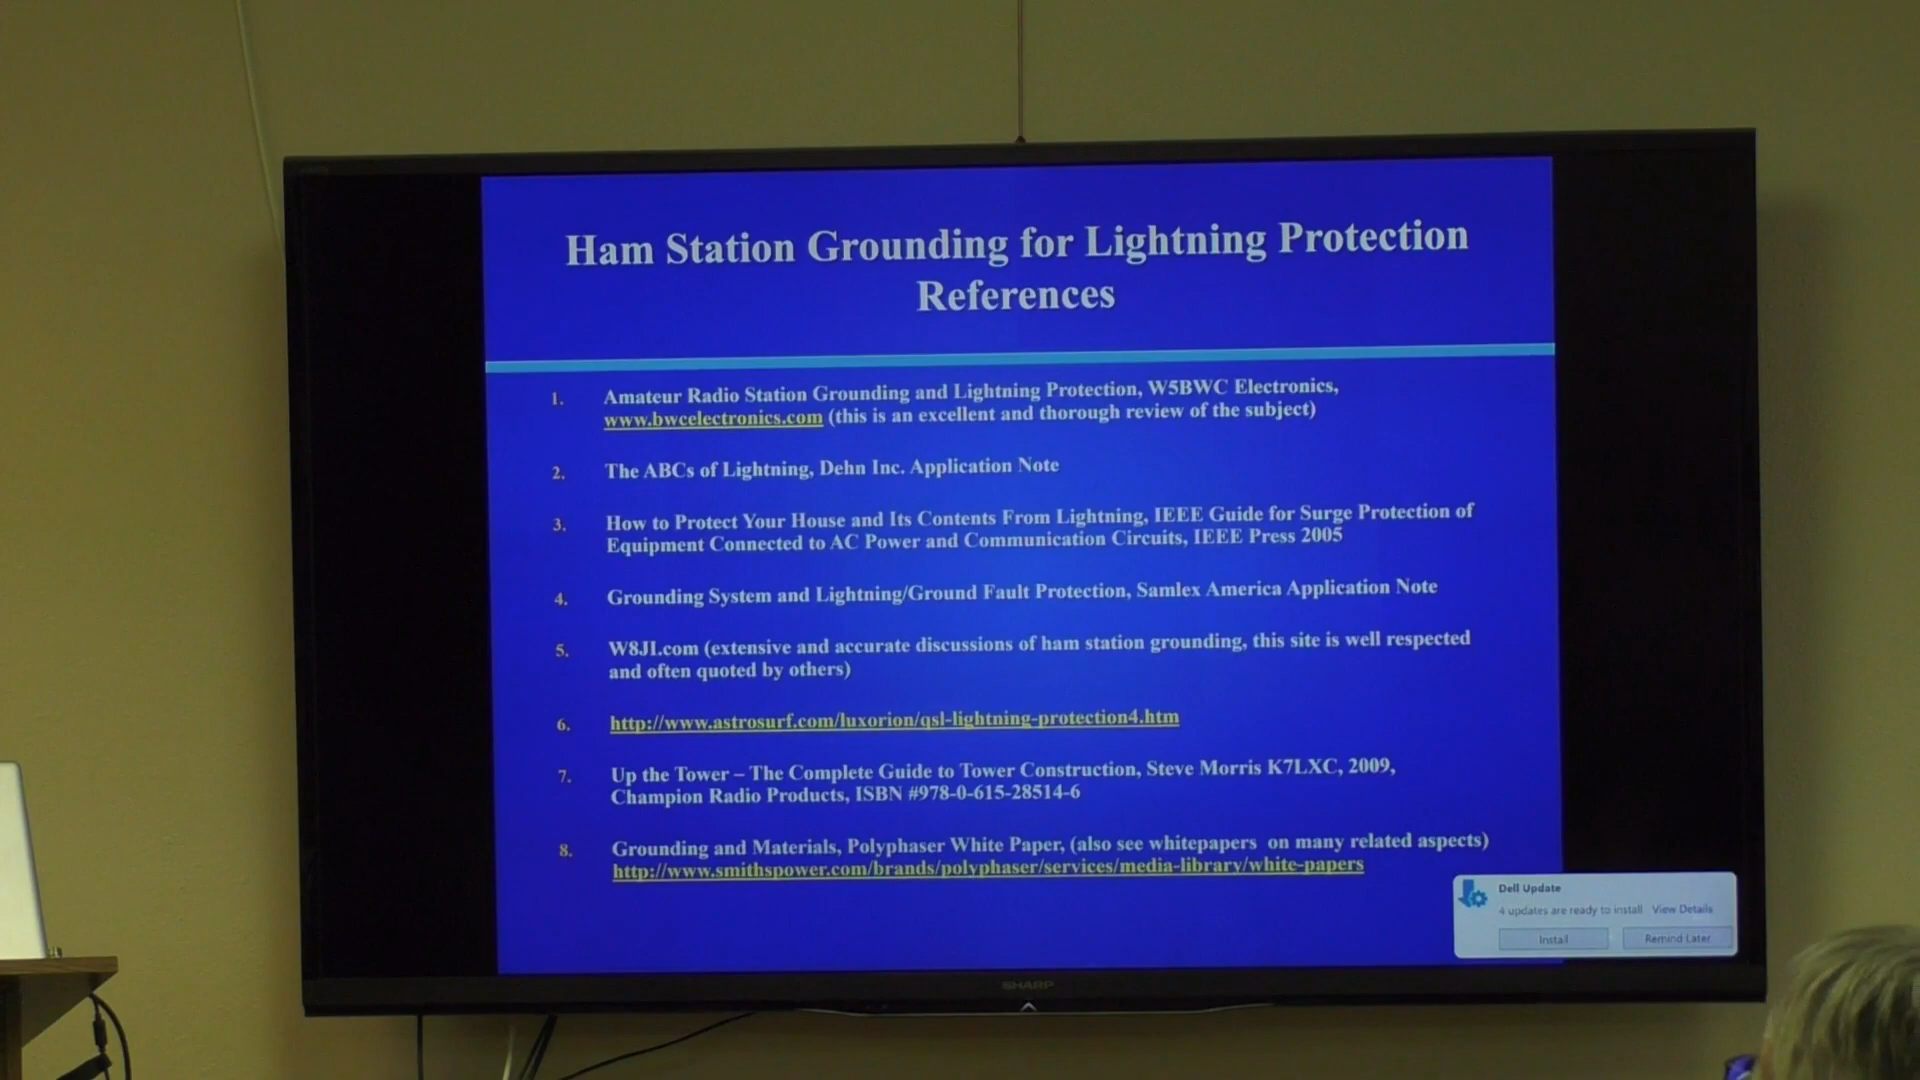 Ham Station Grounding for Lightning Protection
References
1. Amateur Radio Station Grounding and Lightning Protection, W5BWC Electronics,
www.bwcelectronics.com (this is an excellent and thorough review of the subject)
2. The ABCs of Lightning, Dehn Inc. Application Note
3. How to Protect Your House and Its Contents From Lightning, IEEE Guide for Surge Protection of
Equipment Connected to AC Power and Communication Circuits, IEEE Press 2005
4. Grounding System and Lightning/Ground Fault Protection, Samlex America Application Note
5. W8JI.com (extensive and accurate discussions of ham station grounding, this site is well respected
and often quoted by others)
6. http://www.astrosurf.com/luxorion/qsl-lightning-protection4.htm
7. Up the Tower – The Complete Guide to Tower Construction, Steve Morris K7LXC, 2009,
Champion Radio Products, ISBN #978-0-615-28514-6
8. Grounding and Materials, Polyphaser White Paper, (also see whitepapers on many related aspects)
http://www.smithspower.com/brands/polyphaser/services/media-library/white-papers
Dell Update
4 updates are ready to install View Details
Install Remind Later
SHARP